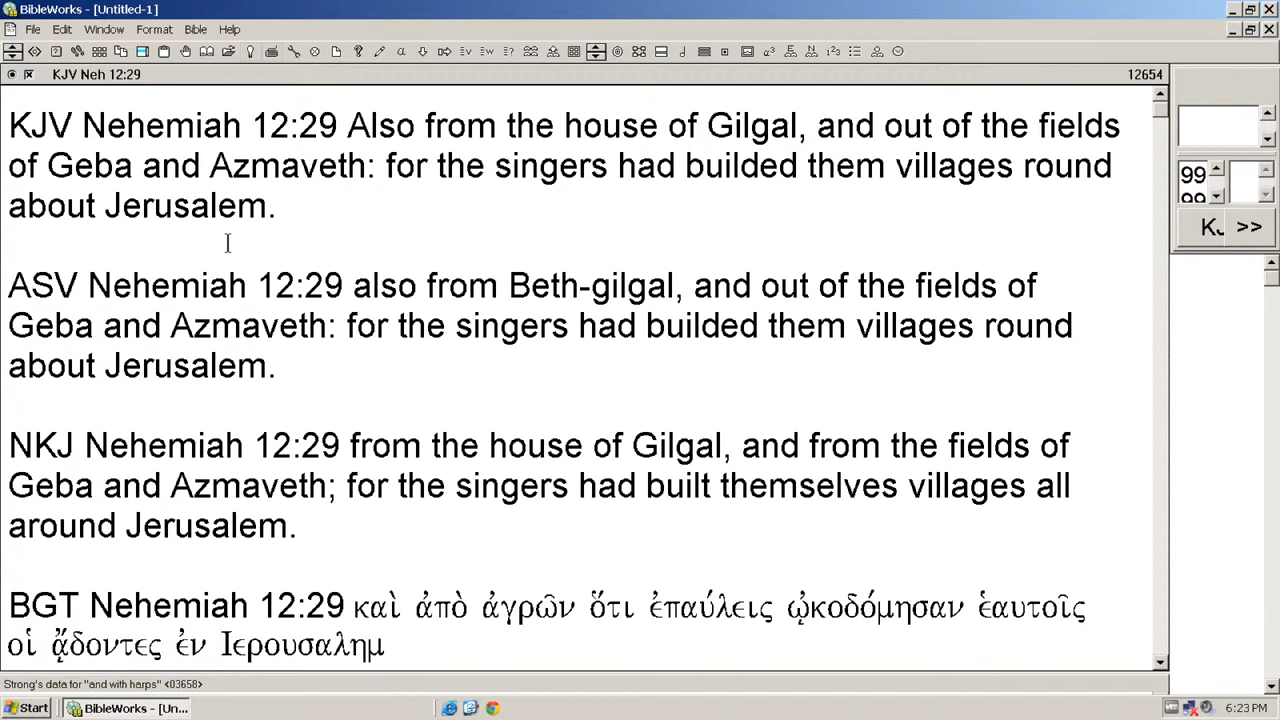 BibleWorks - [Untitled-1]
File Edit Window Format Bible Help
KJV Neh 12:29 12654
KJV Nehemiah 12:29 Also from the house of Gilgal, and out of the fields
of Geba and Azmaveth: for the singers had builded them villages round
about Jerusalem.
ASV Nehemiah 12:29 also from Beth-gilgal, and out of the fields of
Geba and Azmaveth: for the singers had builded them villages round
about Jerusalem.
NKJ Nehemiah 12:29 from the house of Gilgal, and from the fields of
Geba and Azmaveth; for the singers had built themselves villages all
around Jerusalem.
BGT Nehemiah 12:29 καὶ ἀπὸ ἀγρῶν ὅτι ἐπαύλεις ᾠκοδόμησαν ἑαυτοῖς
οἱ ᾄδοντες ἐν Ιερουσαλημ
99
>>
Strong's data for "and with harps" <03658>
Start BibleWorks - [Un... 6:23 PM